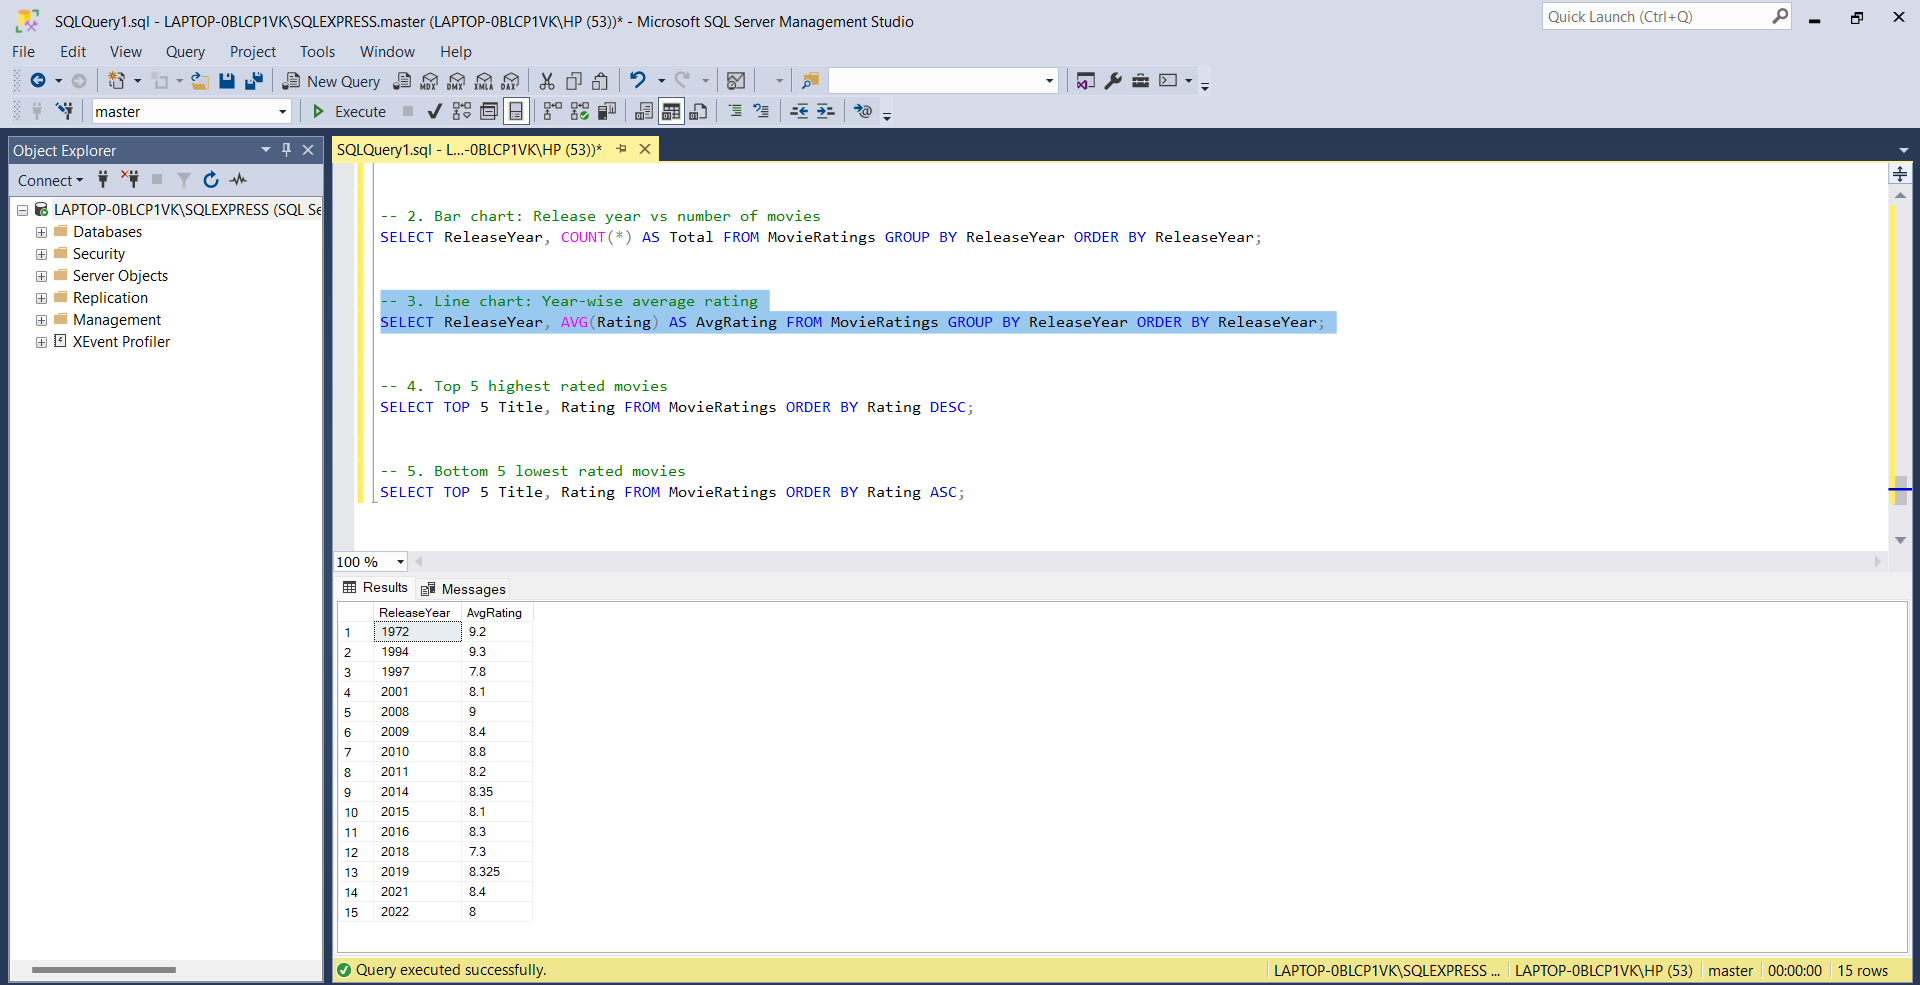 SQLQuery1.sql - LAPTOP-0BLCP1VK\SQLEXPRESS.master (LAPTOP-0BLCP1VK\HP (53))* - Microsoft SQL Server Management Studio
Quick Launch (Ctrl+Q)
File Edit View Query Project Tools Window Help
New Query MDX DMX XMLA DAX
master Execute
Object Explorer
SQLQuery1.sql - L...-0BLCP1VK\HP (53))*
Connect
LAPTOP-0BLCP1VK\SQLEXPRESS (SQL Se
Databases
Security
Server Objects
Replication
Management
XEvent Profiler
-- 2. Bar chart: Release year vs number of movies
SELECT ReleaseYear, COUNT(*) AS Total FROM MovieRatings GROUP BY ReleaseYear ORDER BY ReleaseYear;
-- 3. Line chart: Year-wise average rating
SELECT ReleaseYear, AVG(Rating) AS AvgRating FROM MovieRatings GROUP BY ReleaseYear ORDER BY ReleaseYear;
-- 4. Top 5 highest rated movies
SELECT TOP 5 Title, Rating FROM MovieRatings ORDER BY Rating DESC;
-- 5. Bottom 5 lowest rated movies
SELECT TOP 5 Title, Rating FROM MovieRatings ORDER BY Rating ASC;
100 %
Results Messages
ReleaseYear AvgRating
1 1972 9.2
2 1994 9.3
3 1997 7.8
4 2001 8.1
5 2008 9
6 2009 8.4
7 2010 8.8
8 2011 8.2
9 2014 8.35
10 2015 8.1
11 2016 8.3
12 2018 7.3
13 2019 8.325
14 2021 8.4
15 2022 8
Query executed successfully.
LAPTOP-0BLCP1VK\SQLEXPRESS ... LAPTOP-0BLCP1VK\HP (53) master 00:00:00 15 rows